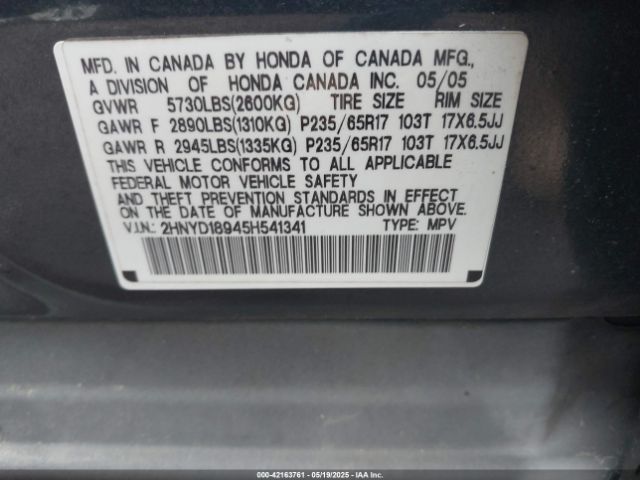 MFD. IN CANADA BY HONDA OF CANADA MFG.,
A DIVISION OF HONDA CANADA INC. 05/05
GVWR 5730LBS(2600KG) TIRE SIZE RIM SIZE
GAWR F 2890LBS(1310KG) P235/65R17 103T 17X6.5JJ
GAWR R 2945LBS(1335KG) P235/65R17 103T 17X6.5JJ
THIS VEHICLE CONFORMS TO ALL APPLICABLE
FEDERAL MOTOR VEHICLE SAFETY
AND THEFT PREVENTION STANDARDS IN EFFECT
ON THE DATE OF MANUFACTURE SHOWN ABOVE.
V.I.N.: 2HNYD18945H541341 TYPE: MPV
000-42163761 - 05/19/2025 - IAA, Inc.